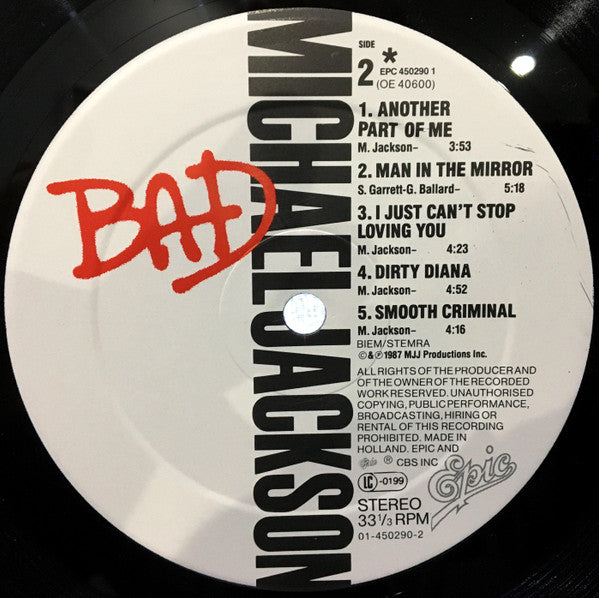 BAD
MICHAEL JACKSON
SIDE
2 *
EPC 450290 1
(OE 40600)
1. ANOTHER
PART OF ME
M. Jackson– 3:53
2. MAN IN THE MIRROR
S. Garrett-G. Ballard– 5:18
3. I JUST CAN'T STOP
LOVING YOU
M. Jackson– 4:23
4. DIRTY DIANA
M. Jackson– 4:52
5. SMOOTH CRIMINAL
M. Jackson– 4:16
BIEM/STEMRA
© & ℗ 1987 MJJ Productions Inc.
ALL RIGHTS OF THE PRODUCER AND
OF THE OWNER OF THE RECORDED
WORK RESERVED. UNAUTHORISED
COPYING, PUBLIC PERFORMANCE,
BROADCASTING, HIRING OR
RENTAL OF THIS RECORDING
PROHIBITED. MADE IN
HOLLAND. EPIC AND
Epic ® CBS INC
LC -0199
Epic
STEREO
33 1/3 RPM
01-450290-2